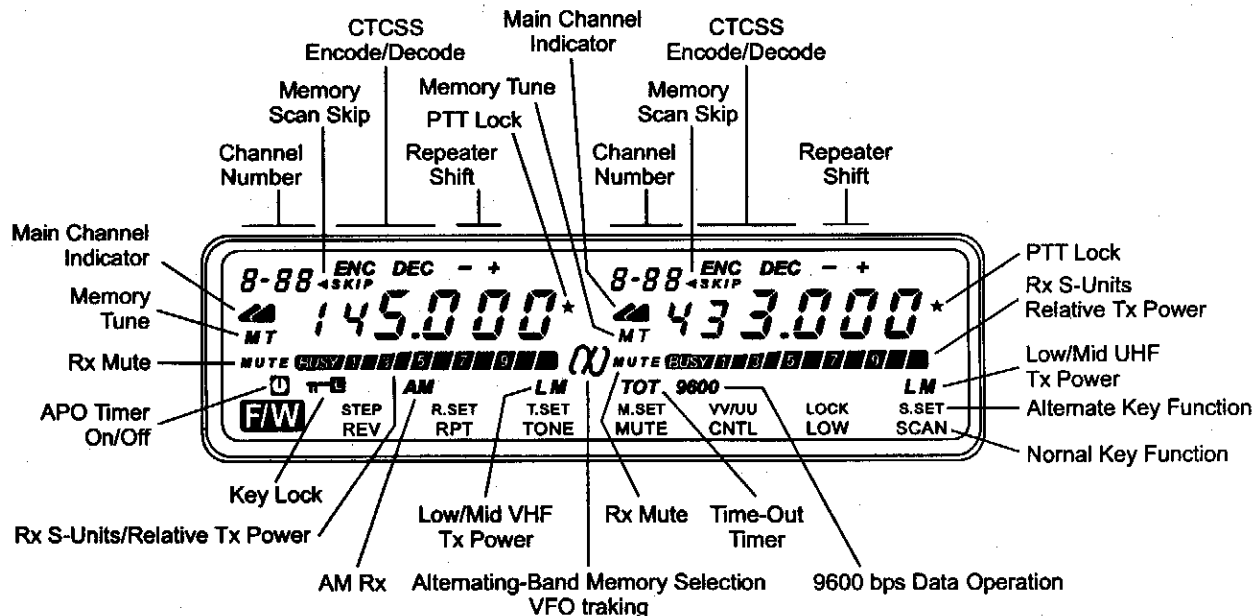 CTCSS
Encode/Decode
Main Channel
Indicator
CTCSS
Encode/Decode
Memory
Scan Skip
Memory Tune
Memory
Scan Skip
PTT Lock
Channel
Number
Repeater
Shift
Channel
Number
Repeater
Shift
Main Channel
Indicator
Memory
Tune
Rx Mute
APO Timer
On/Off
8-88 ENC DEC - +
◄SKIP
145.000 ★
MT
MUTE BUSY 1 3 5 7 9
L AM LM
8-88 ENC DEC - +
◄SKIP
433.000 ★
MT
MUTE BUSY 1 3 5 7 9
TOT 9600 LM
F/W
STEP R.SET T.SET M.SET VV/UU LOCK S.SET
REV RPT TONE MUTE CNTL LOW SCAN
PTT Lock
Rx S-Units
Relative Tx Power
Low/Mid UHF
Tx Power
Alternate Key Function
Nornal Key Function
Key Lock
Rx S-Units/Relative Tx Power
AM Rx
Low/Mid VHF
Tx Power
Alternating-Band Memory Selection
VFO traking
Rx Mute
Time-Out
Timer
9600 bps Data Operation